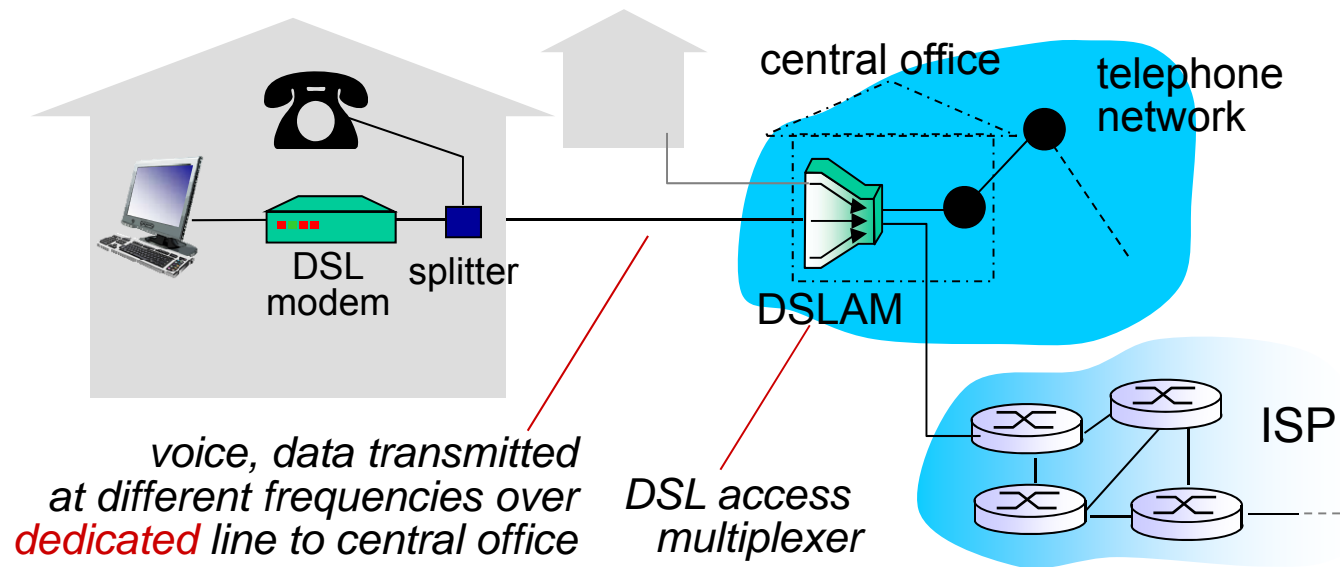 central office
telephone
network
DSL
modem
splitter
DSLAM
ISP
voice, data transmitted
at different frequencies over
dedicated line to central office
DSL access
multiplexer